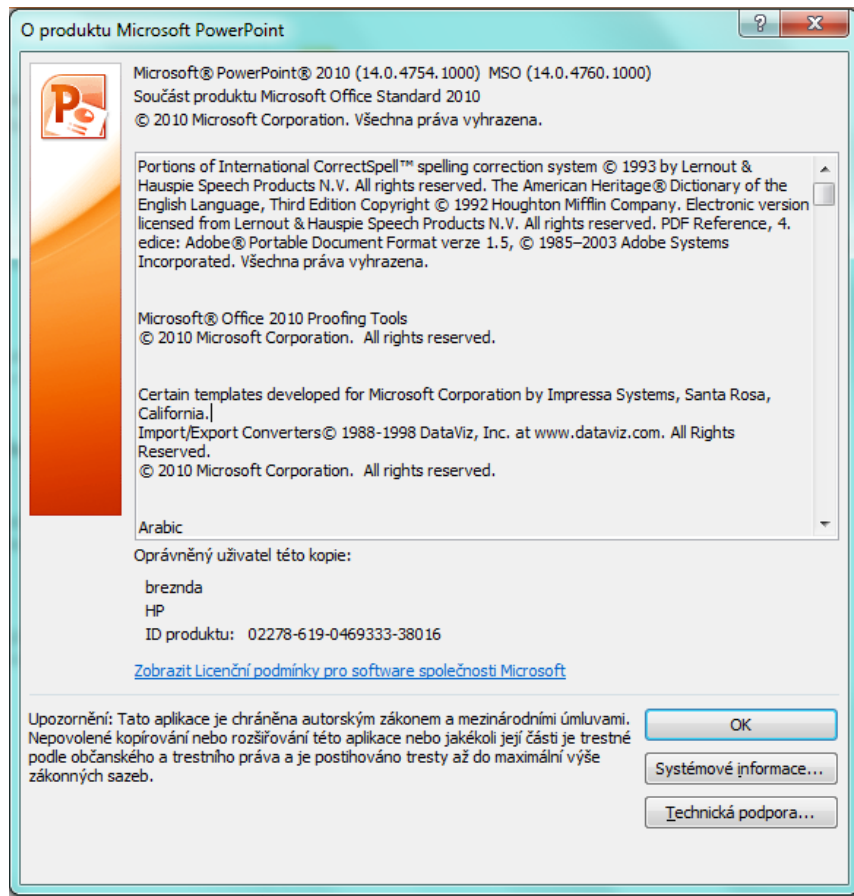 O produktu Microsoft PowerPoint
Microsoft® PowerPoint® 2010 (14.0.4754.1000)  MSO (14.0.4760.1000)
Součást produktu Microsoft Office Standard 2010
© 2010 Microsoft Corporation. Všechna práva vyhrazena.
Portions of International CorrectSpell™ spelling correction system © 1993 by Lernout &
Hauspie Speech Products N.V. All rights reserved. The American Heritage® Dictionary of the
English Language, Third Edition Copyright © 1992 Houghton Mifflin Company. Electronic version
licensed from Lernout & Hauspie Speech Products N.V. All rights reserved. PDF Reference, 4.
edice: Adobe® Portable Document Format verze 1.5, © 1985–2003 Adobe Systems
Incorporated. Všechna práva vyhrazena.
Microsoft® Office 2010 Proofing Tools
© 2010 Microsoft Corporation.  All rights reserved.
Certain templates developed for Microsoft Corporation by Impressa Systems, Santa Rosa,
California.
Import/Export Converters© 1988-1998 DataViz, Inc. at www.dataviz.com. All Rights
Reserved.
© 2010 Microsoft Corporation.  All rights reserved.
Arabic
Oprávněný uživatel této kopie:
breznda
HP
ID produktu:   02278-619-0469333-38016
Zobrazit Licenční podmínky pro software společnosti Microsoft
Upozornění: Tato aplikace je chráněna autorským zákonem a mezinárodními úmluvami.
Nepovolené kopírování nebo rozšiřování této aplikace nebo jakékoli její části je trestné
podle občanského a trestního práva a je postihováno tresty až do maximální výše
zákonných sazeb.
OK
Systémové informace...
Technická podpora...